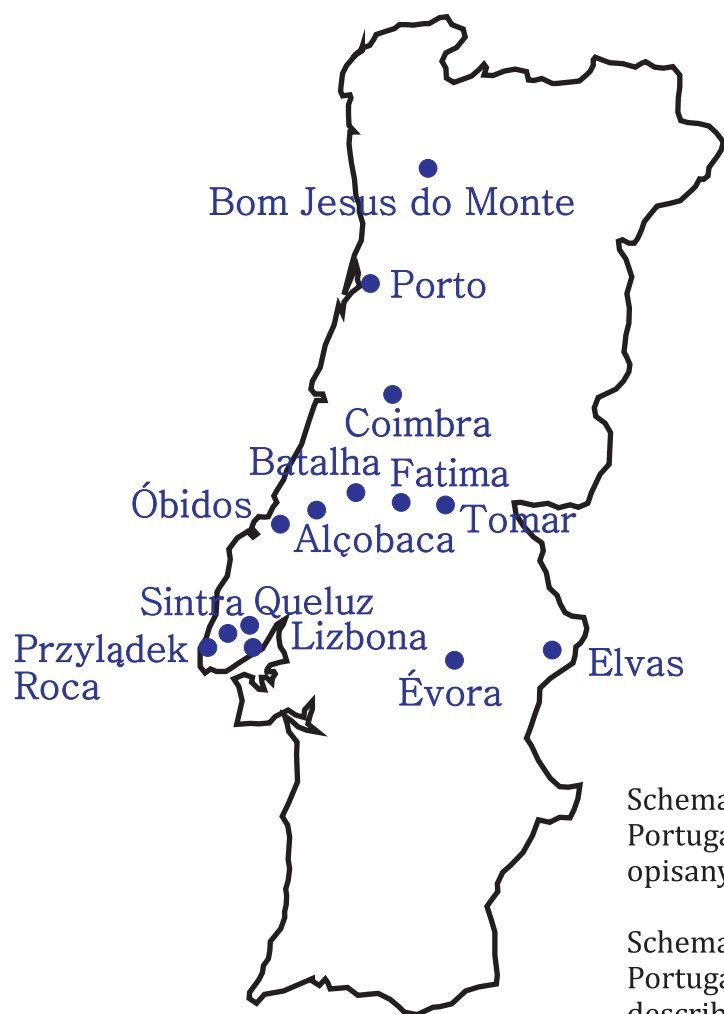 Bom Jesus do Monte
Porto
Coimbra
Batalha
Fatima
Óbidos
Alçobaca
Tomar
Sintra
Queluz
Lizbona
Przylądek
Roca
Évora
Elvas
Schema
Portuga
opisany
Schema
Portuga